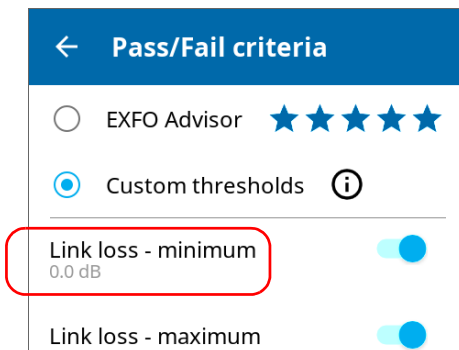 Pass/Fail criteria
EXFO Advisor
Custom thresholds
Link loss - minimum
0.0 dB
Link loss - maximum